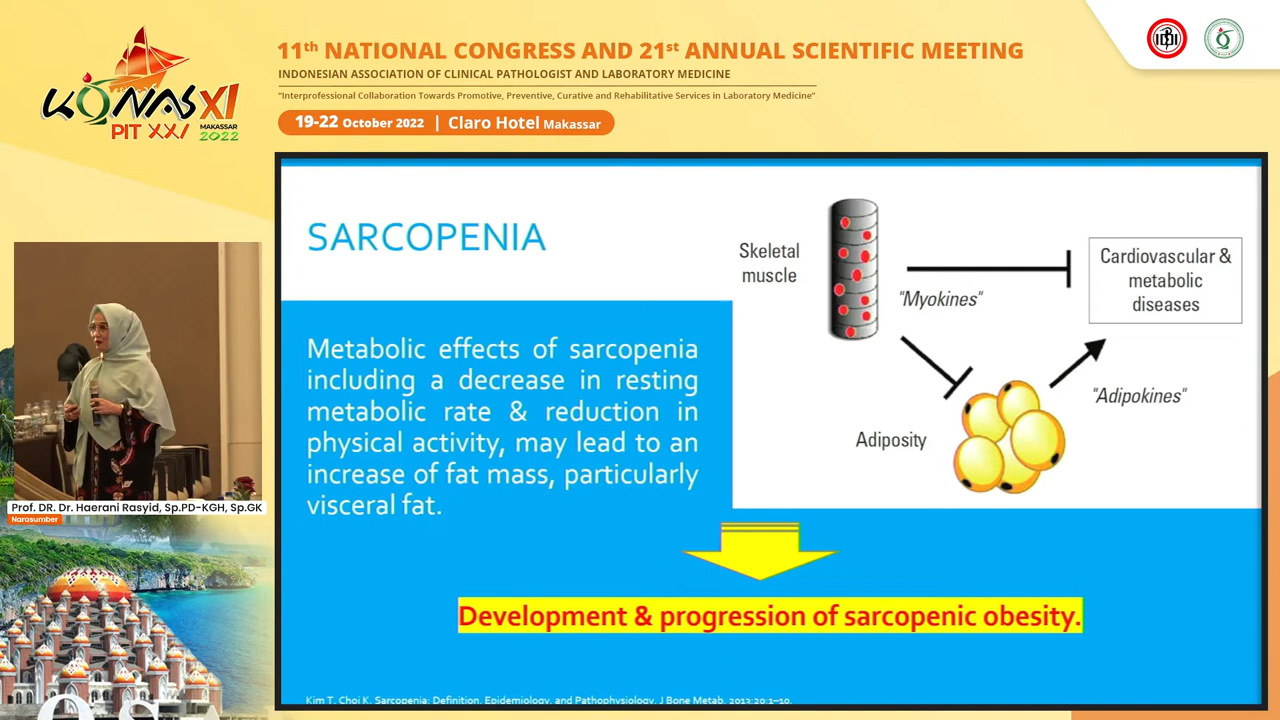 KONAS XI
PIT XXI
MAKASSAR
2022
11th NATIONAL CONGRESS AND 21st ANNUAL SCIENTIFIC MEETING
INDONESIAN ASSOCIATION OF CLINICAL PATHOLOGIST AND LABORATORY MEDICINE
"Interprofessional Collaboration Towards Promotive, Preventive, Curative and Rehabilitative Services in Laboratory Medicine"
19-22 October 2022 | Claro Hotel Makassar
SARCOPENIA
Metabolic effects of sarcopenia
including a decrease in resting
metabolic rate & reduction in
physical activity, may lead to an
increase of fat mass, particularly
visceral fat.
Skeletal
muscle
"Myokines"
Cardiovascular &
metabolic
diseases
"Adipokines"
Adiposity
Development & progression of sarcopenic obesity.
Kim T, Choi K. Sarcopenia: Definition, Epidemiology, and Pathophysiology. J Bone Metab. 2013;20:1–10.
Prof. DR. Dr. Haerani Rasyid, Sp.PD-KGH, Sp.GK
Narasumber